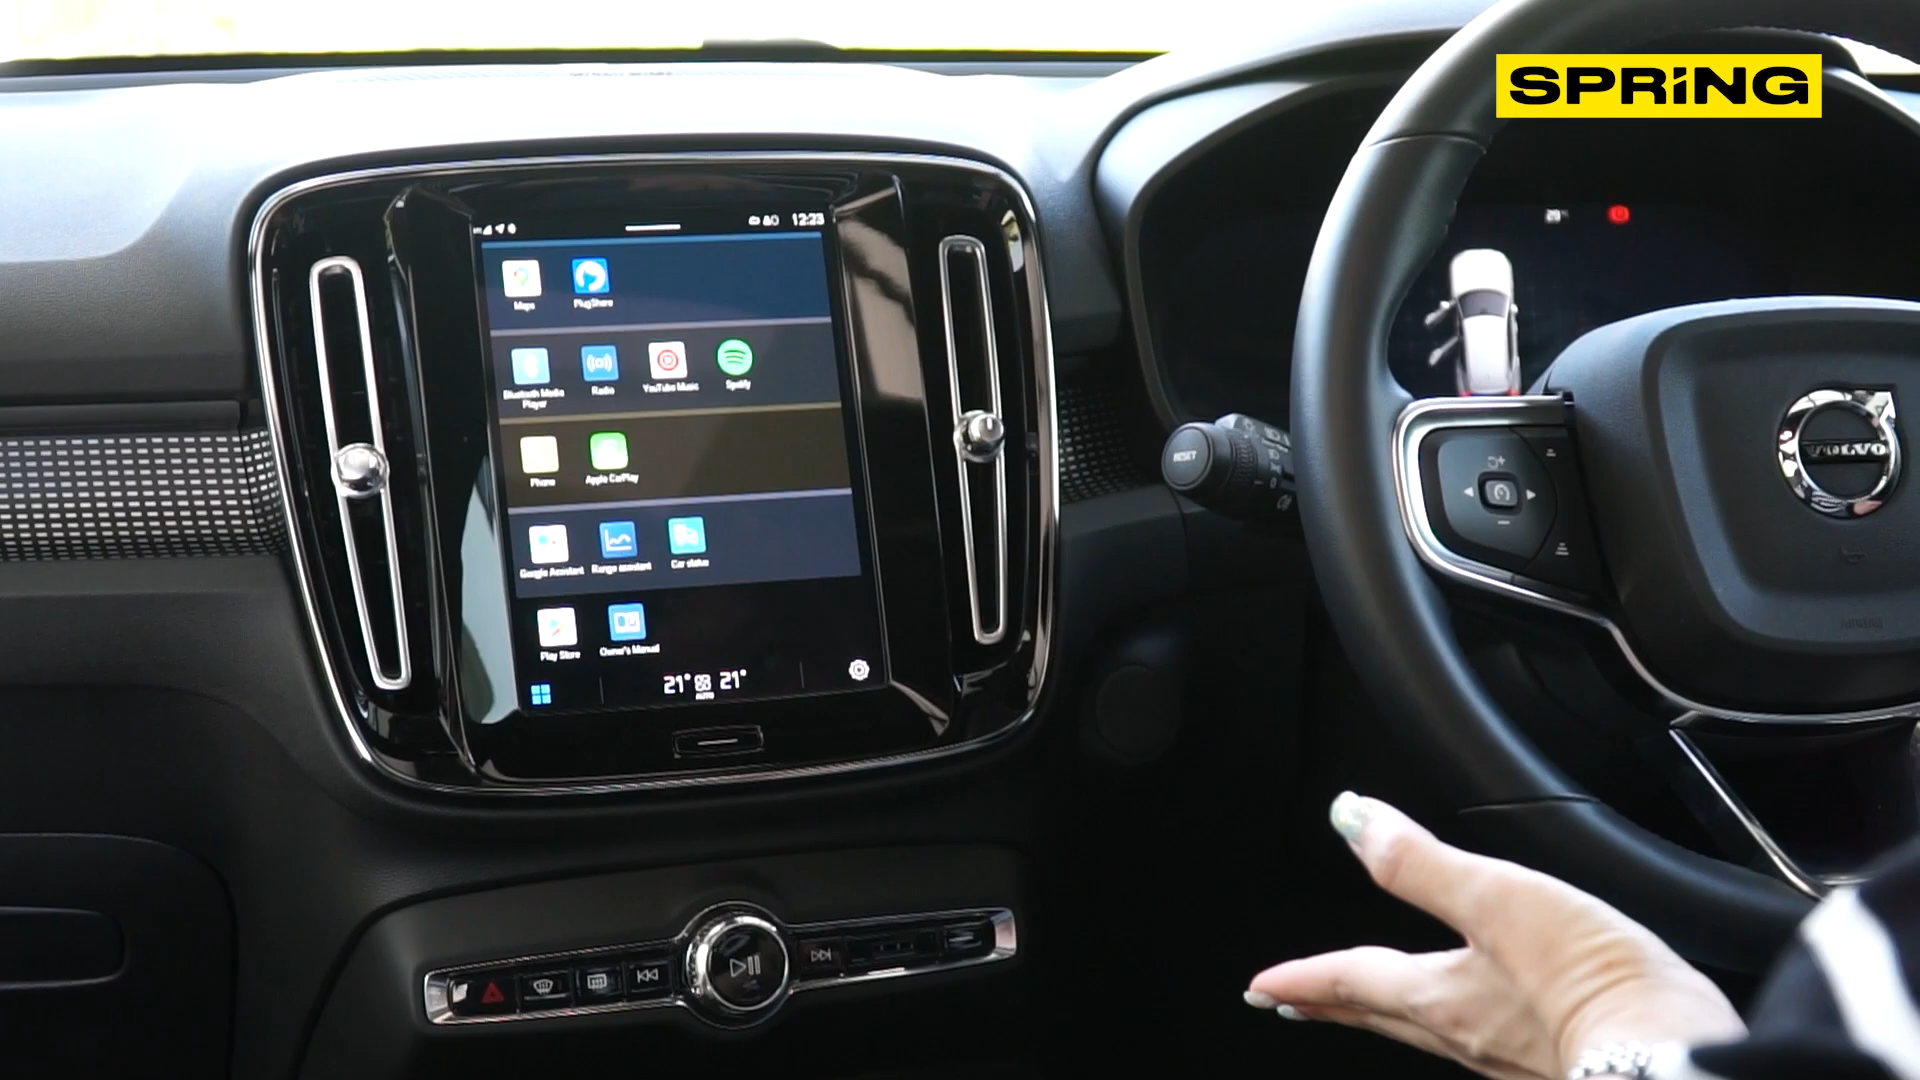 SPRiNG
12:23
Maps
PlugShare
Bluetooth Media
Player
Radio
YouTube Music
Spotify
Phone
Apple CarPlay
Google Assistant
Range assistant
Car status
Play Store
Owner's Manual
21° 21°
AUTO
RESET
VOLVO